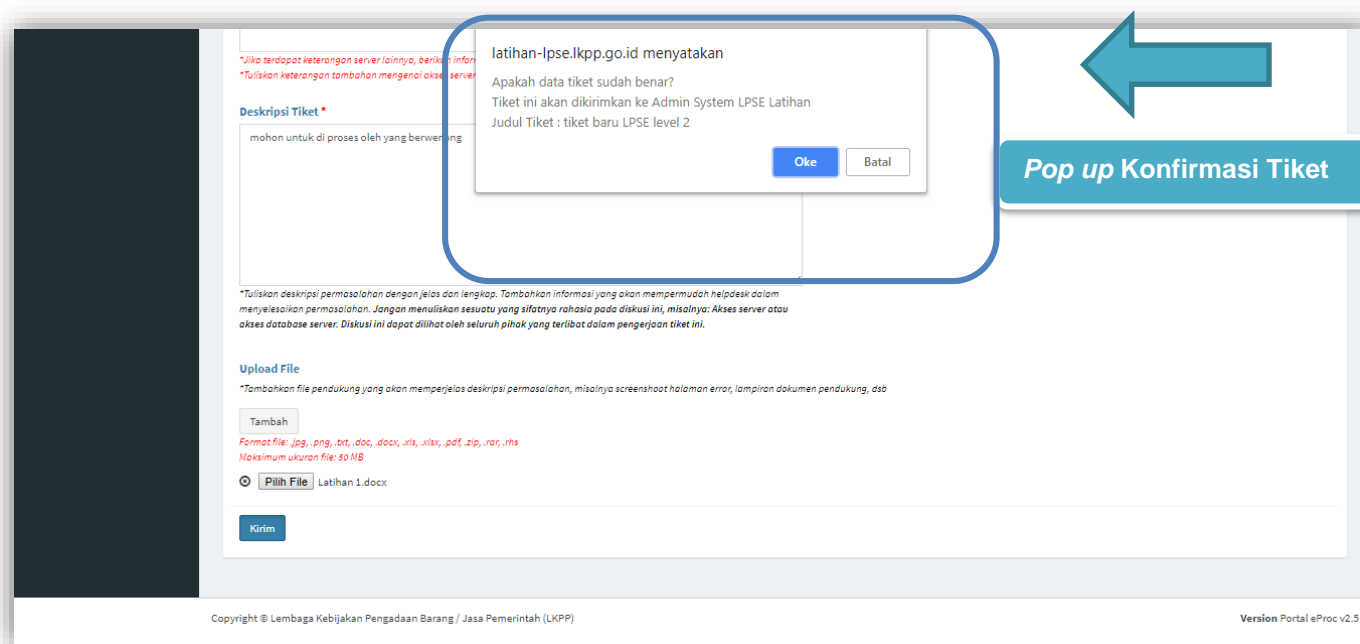 latihan-lpse.lkpp.go.id menyatakan
Apakah data tiket sudah benar?
Tiket ini akan dikirimkan ke Admin System LPSE Latihan
Judul Tiket : tiket baru LPSE level 2
Oke
Batal
Pop up Konfirmasi Tiket
*Jika terdapat keterangan server lainnya, berikan
*Tuliskan keterangan tambahan mengenai akses server
Deskripsi Tiket *
mohon untuk di proses oleh yang berwenang
*Tuliskan deskripsi permasalahan dengan jelas dan lengkap. Tambahkan informasi yang akan mempermudah helpdesk dalam
menyelesaikan permasalahan. Jangan menuliskan sesuatu yang sifatnya rahasia pada diskusi ini, misalnya: Akses server atau
akses database server. Diskusi ini dapat dilihat oleh seluruh pihak yang terlibat dalam pengerjaan tiket ini.
Upload File
*Tambahkan file pendukung yang akan memperjelas deskripsi permasalahan, misalnya screenshoot halaman error, lampiran dokumen pendukung, dsb
Tambah
Format file: .jpg, .png, .txt, .doc, .docx, .xls, .xlsx, .pdf, .zip, .rar, .rhs
Maksimum ukuran file: 50 MB
Pilih File Latihan 1.docx
Kirim
Copyright © Lembaga Kebijakan Pengadaan Barang / Jasa Pemerintah (LKPP)
Version Portal eProc v2.5